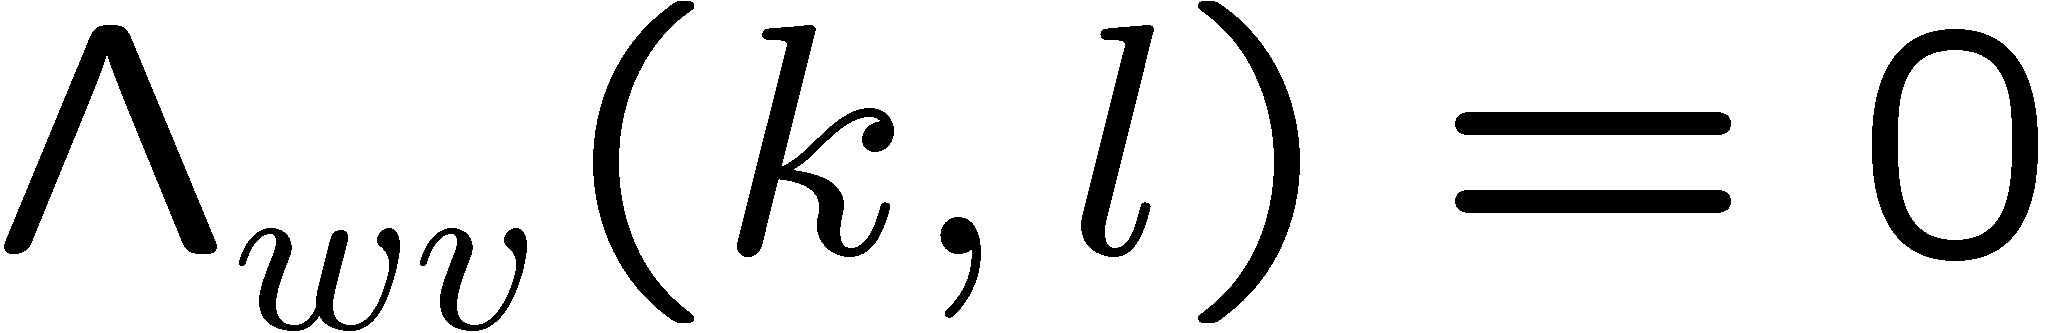 Λ_{wv}(k, l) = 0